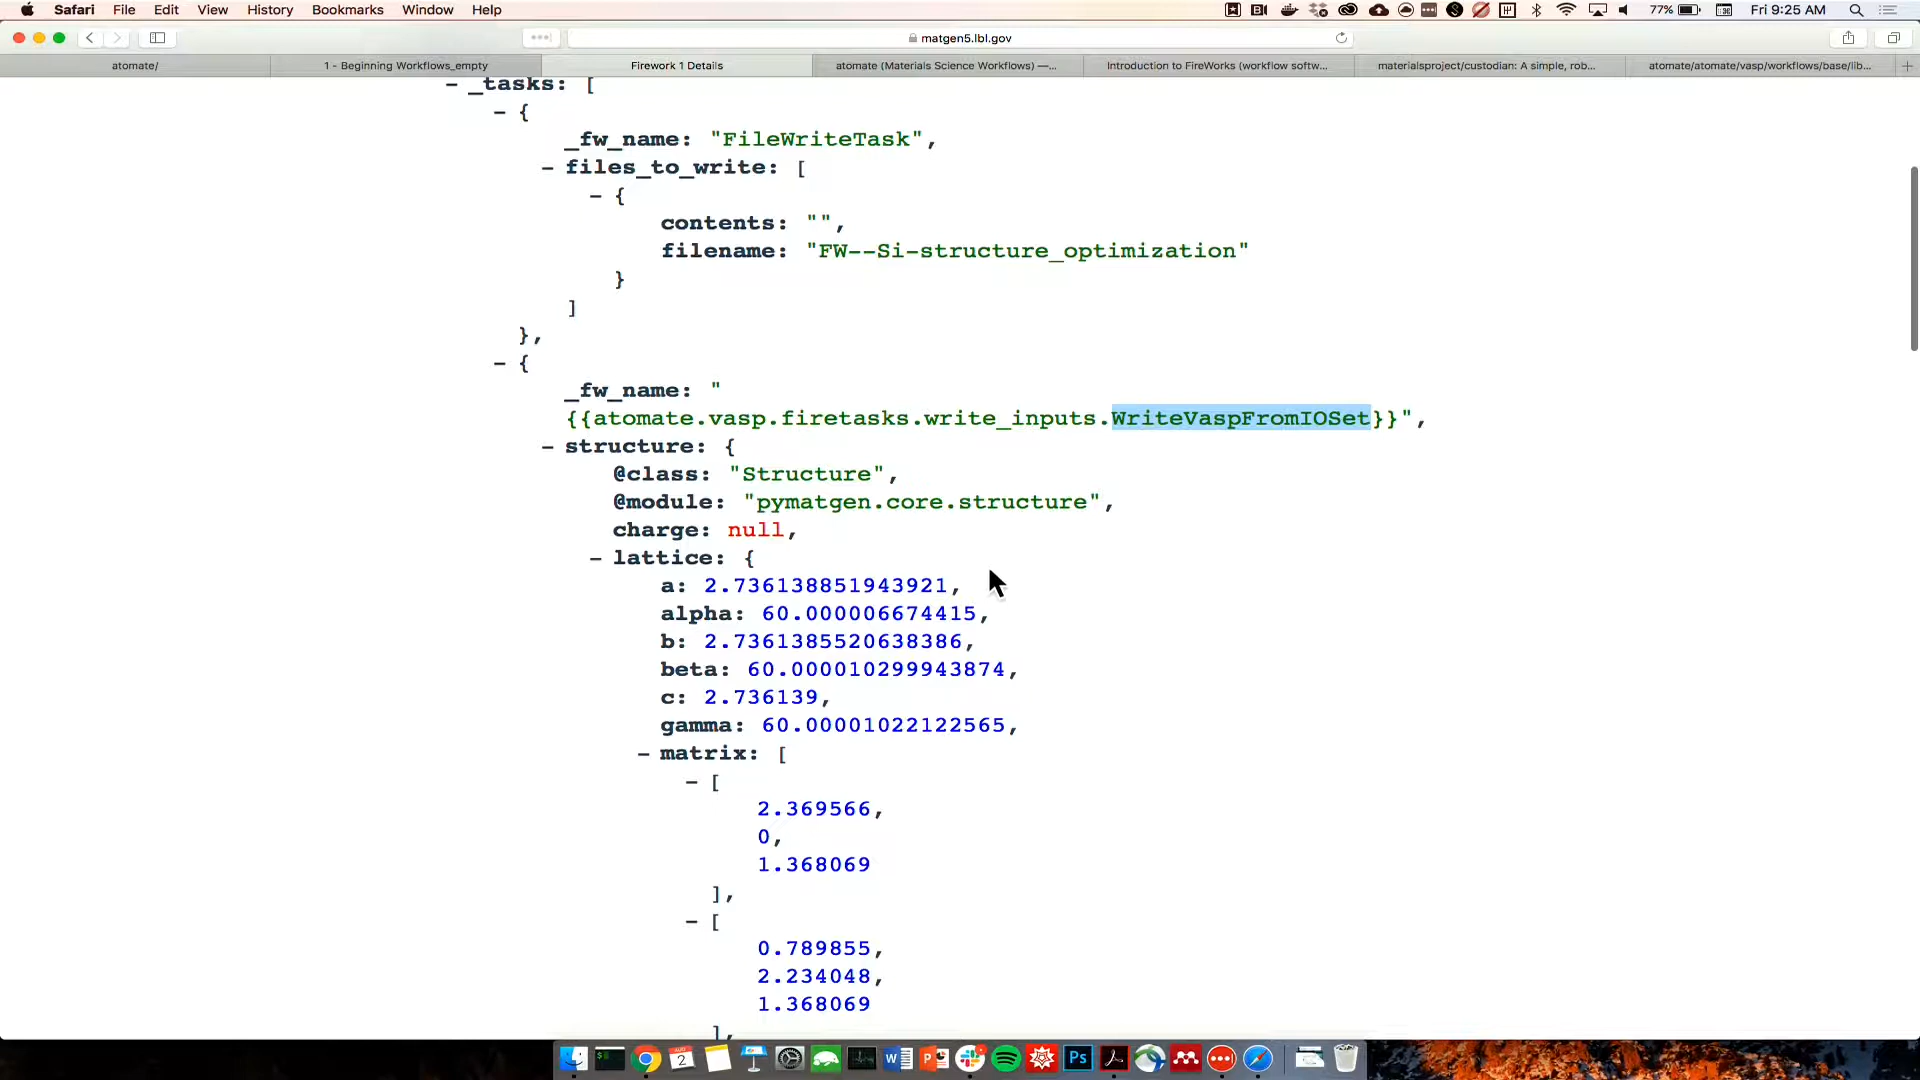 Safari File Edit View History Bookmarks Window Help 77% Fri 9:25 AM
matgen5.lbl.gov
atomate/ 1 - Beginning Workflows_empty Firework 1 Details atomate (Materials Science Workflows) —... Introduction to FireWorks (workflow softw... materialsproject/custodian: A simple, rob... atomate/atomate/vasp/workflows/base/lib...
– _tasks: [
– {
_fw_name: "FileWriteTask",
– files_to_write: [
– {
contents: "",
filename: "FW--Si-structure_optimization"
}
]
},
– {
_fw_name: "
{{atomate.vasp.firetasks.write_inputs.WriteVaspFromIOSet}}",
– structure: {
@class: "Structure",
@module: "pymatgen.core.structure",
charge: null,
– lattice: {
a: 2.736138851943921,
alpha: 60.000006674415,
b: 2.7361385520638386,
beta: 60.000010299943874,
c: 2.736139,
gamma: 60.00001022122565,
– matrix: [
– [
2.369566,
0,
1.368069
],
– [
0.789855,
2.234048,
1.368069
],